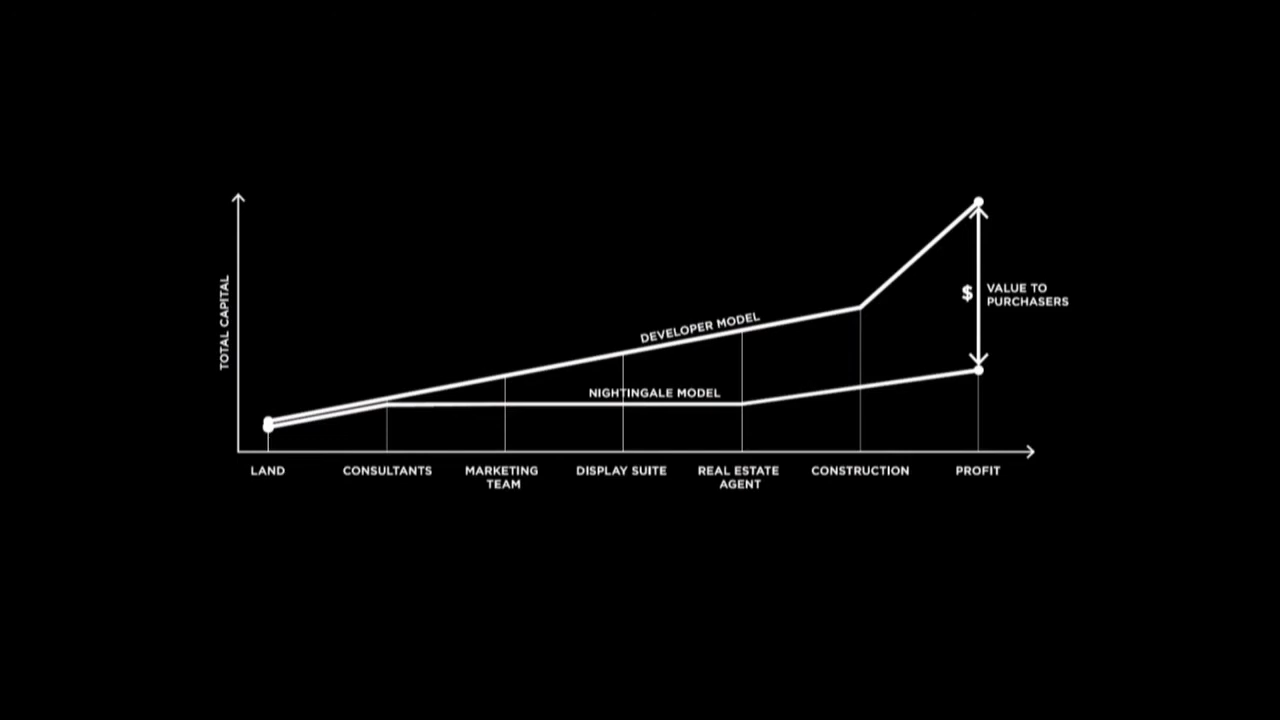 TOTAL CAPITAL
DEVELOPER MODEL
NIGHTINGALE MODEL
$
VALUE TO
PURCHASERS
LAND
CONSULTANTS
MARKETING
TEAM
DISPLAY SUITE
REAL ESTATE
AGENT
CONSTRUCTION
PROFIT